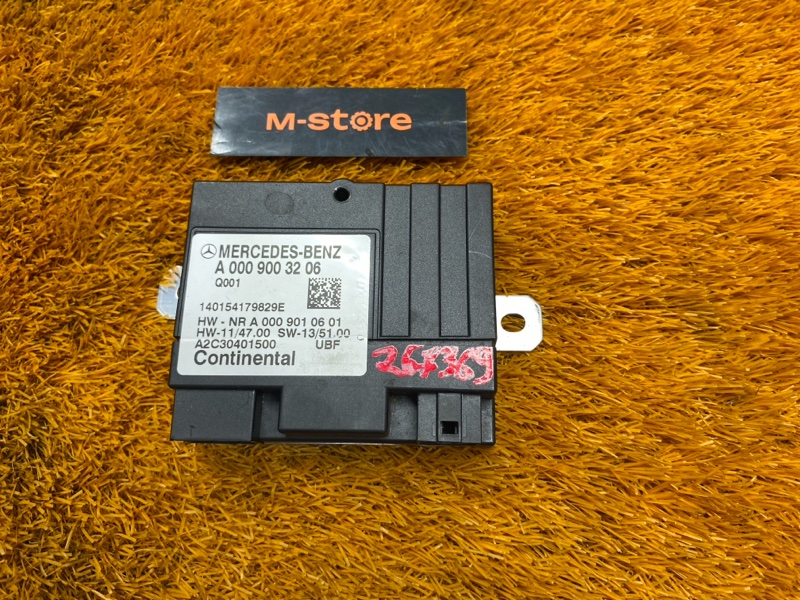 M-store
MERCEDES-BENZ
A 000 900 32 06
Q001
140154179829E
HW - NR A 000 901 06 01
HW-11/47.00 SW-13/51.00
A2C30401500 UBF
Continental